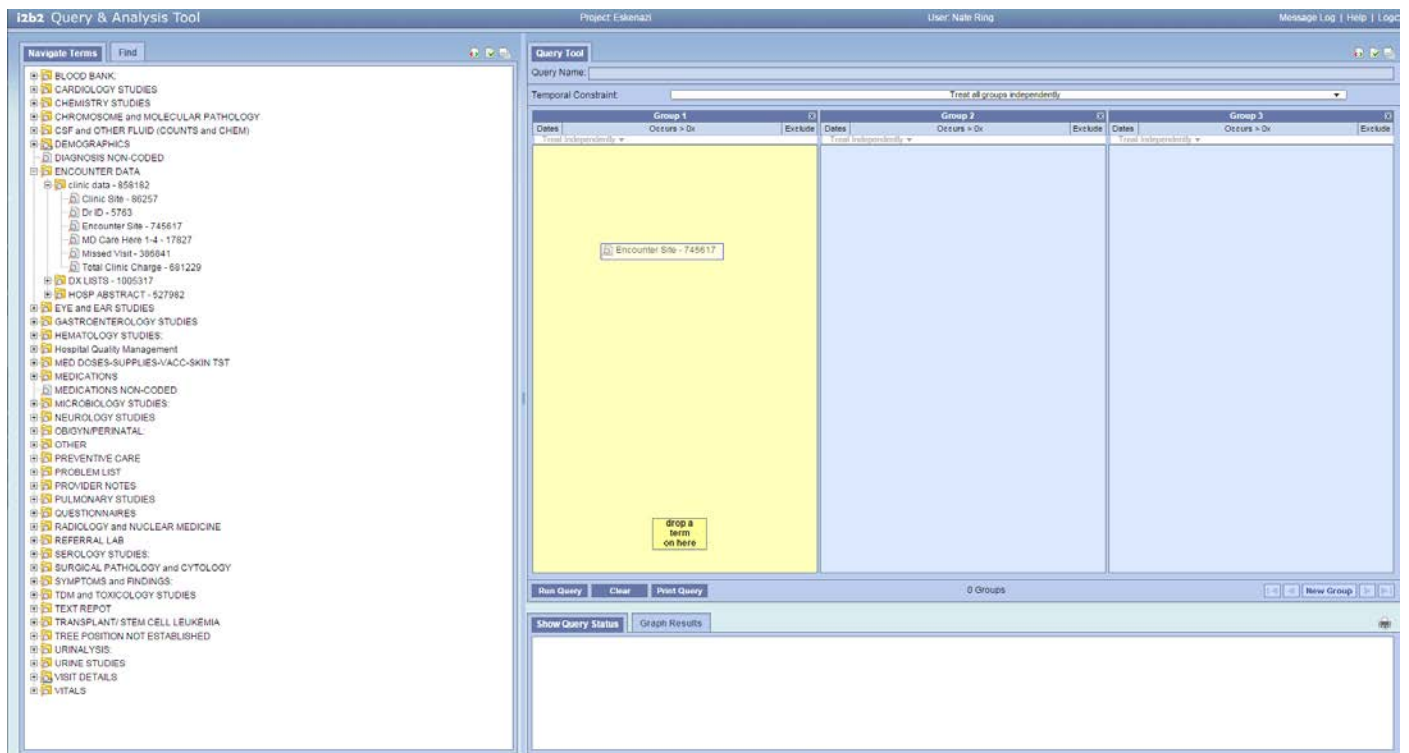 i2b2 Query & Analysis Tool
Project: Eskenazi
User: Nate Ring
Message Log | Help |
Navigate Terms
Find
BLOOD BANK:
CARDIOLOGY STUDIES
CHEMISTRY STUDIES
CHROMOSOME and MOLECULAR PATHOLOGY
CSF and OTHER FLUID (COUNTS and CHEM)
DEMOGRAPHICS
DIAGNOSIS NON-CODED
ENCOUNTER DATA
clinic data - 858182
Clinic Site - 86257
Dr ID - 5763
Encounter Site - 745617
MD Care Here 1-4 - 17827
Missed Visit - 386841
Total Clinic Charge - 681229
DX LISTS - 1005317
HOSP ABSTRACT - 527982
EYE and EAR STUDIES
GASTROENTEROLOGY STUDIES
HEMATOLOGY STUDIES:
Hospital Quality Management
MED DOSES-SUPPLIES-VACC-SKIN TST
MEDICATIONS
MEDICATIONS NON-CODED
MICROBIOLOGY STUDIES:
NEUROLOGY STUDIES
OB/GYN/PERINATAL:
OTHER
PREVENTIVE CARE
PROBLEM LIST
PROVIDER NOTES
PULMONARY STUDIES
QUESTIONNAIRES
RADIOLOGY and NUCLEAR MEDICINE
REFERRAL LAB
SEROLOGY STUDIES:
SURGICAL PATHOLOGY and CYTOLOGY
SYMPTOMS and FINDINGS:
TDM and TOXICOLOGY STUDIES
TEXT REPOT
TRANSPLANT/ STEM CELL LEUKEMIA
TREE POSITION NOT ESTABLISHED
URINALYSIS:
URINE STUDIES
VISIT DETAILS
VITALS
Query Tool
Query Name:
Temporal Constraint:
Treat all groups independently
Group 1
Dates
Occurs > 0x
Exclude
Treat Independently
Group 2
Dates
Occurs > 0x
Exclude
Treat Independently
Group 3
Dates
Occurs > 0x
Exclude
Treat Independently
Encounter Site - 745617
drop a
term
on here
Run Query
Clear
Print Query
0 Groups
New Group
Show Query Status
Graph Results